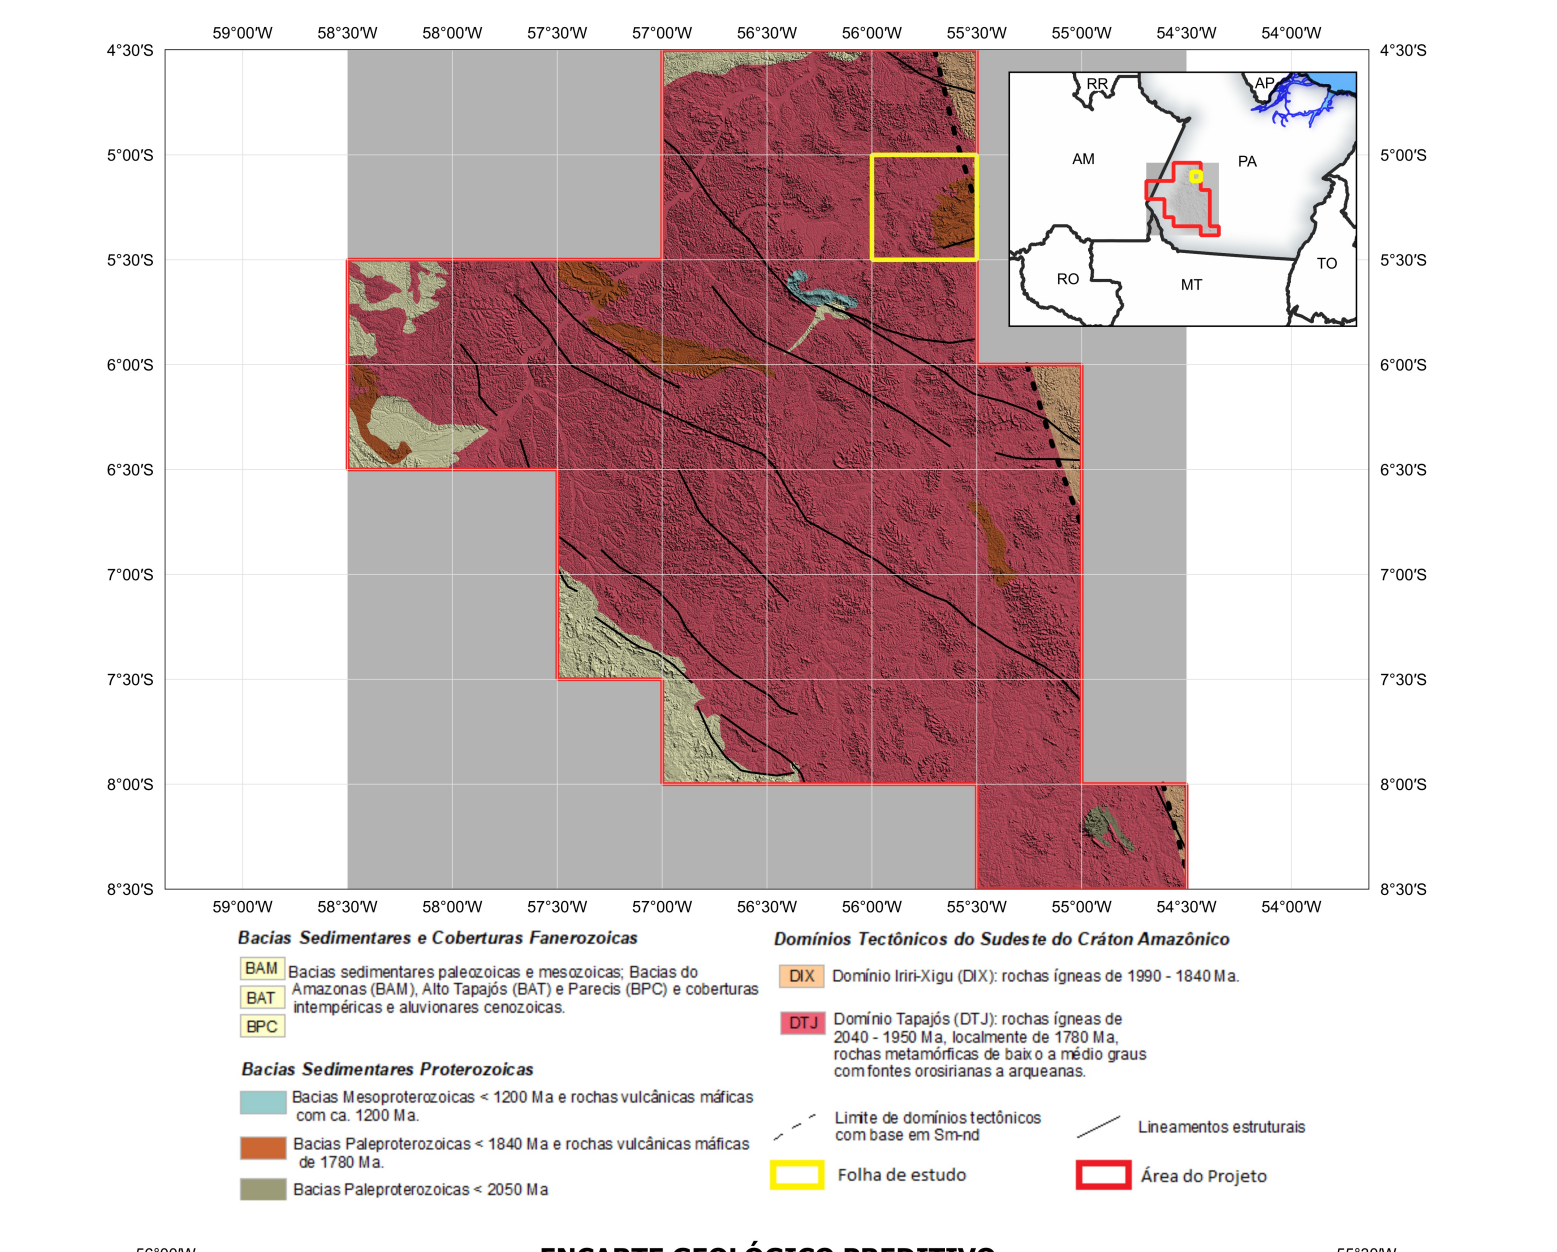 59°00'W 58°30'W 58°00'W 57°30'W 57°00'W 56°30'W 56°00'W 55°30'W 55°00'W 54°30'W 54°00'W
4°30'S 4°30'S
RR AP
AM PA
5°00'S 5°00'S
5°30'S 5°30'S
RO MT TO
6°00'S 6°00'S
6°30'S 6°30'S
7°00'S 7°00'S
7°30'S 7°30'S
8°00'S 8°00'S
8°30'S 8°30'S
59°00'W 58°30'W 58°00'W 57°30'W 57°00'W 56°30'W 56°00'W 55°30'W 55°00'W 54°30'W 54°00'W
Bacias Sedimentares e Coberturas Fanerozoicas
BAM
BAT
BPC
Bacias sedimentares paleozoicas e mesozoicas; Bacias do
Amazonas (BAM), Alto Tapajós (BAT) e Parecis (BPC) e coberturas
intempéricas e aluvionares cenozoicas.
Bacias Sedimentares Proterozoicas
Bacias Mesoproterozoicas < 1200 Ma e rochas vulcânicas máficas
com ca. 1200 Ma.
Bacias Paleproterozoicas < 1840 Ma e rochas vulcânicas máficas
de 1780 Ma.
Bacias Paleproterozoicas < 2050 Ma
Domínios Tectônicos do Sudeste do Cráton Amazônico
DIX Domínio Iriri-Xigu (DIX): rochas ígneas de 1990 - 1840 Ma.
DTJ Domínio Tapajós (DTJ): rochas ígneas de
2040 - 1950 Ma, localmente de 1780 Ma,
rochas metamórficas de baixo a médio graus
com fontes orosirianas a arqueanas.
Limite de domínios tectônicos
com base em Sm-nd
Lineamentos estruturais
Folha de estudo
Área do Projeto
56°00'W ENCARTE GEOLÓGICO PREDITIVO 55°30'W